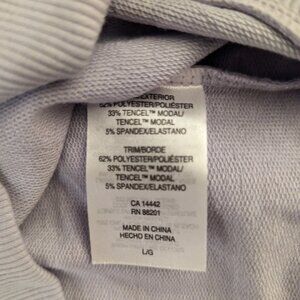 EXTERIOR
62% POLYESTER/POLIÉSTER
33% TENCEL™ MODAL/
TENCEL™ MODAL
5% SPANDEX/ELASTANO
TRIM/BORDE
62% POLYESTER/POLIÉSTER
33% TENCEL™ MODAL/
TENCEL™ MODAL
5% SPANDEX/ELASTANO
CA 14442
RN 88201
MADE IN CHINA
HECHO EN CHINA
L/G